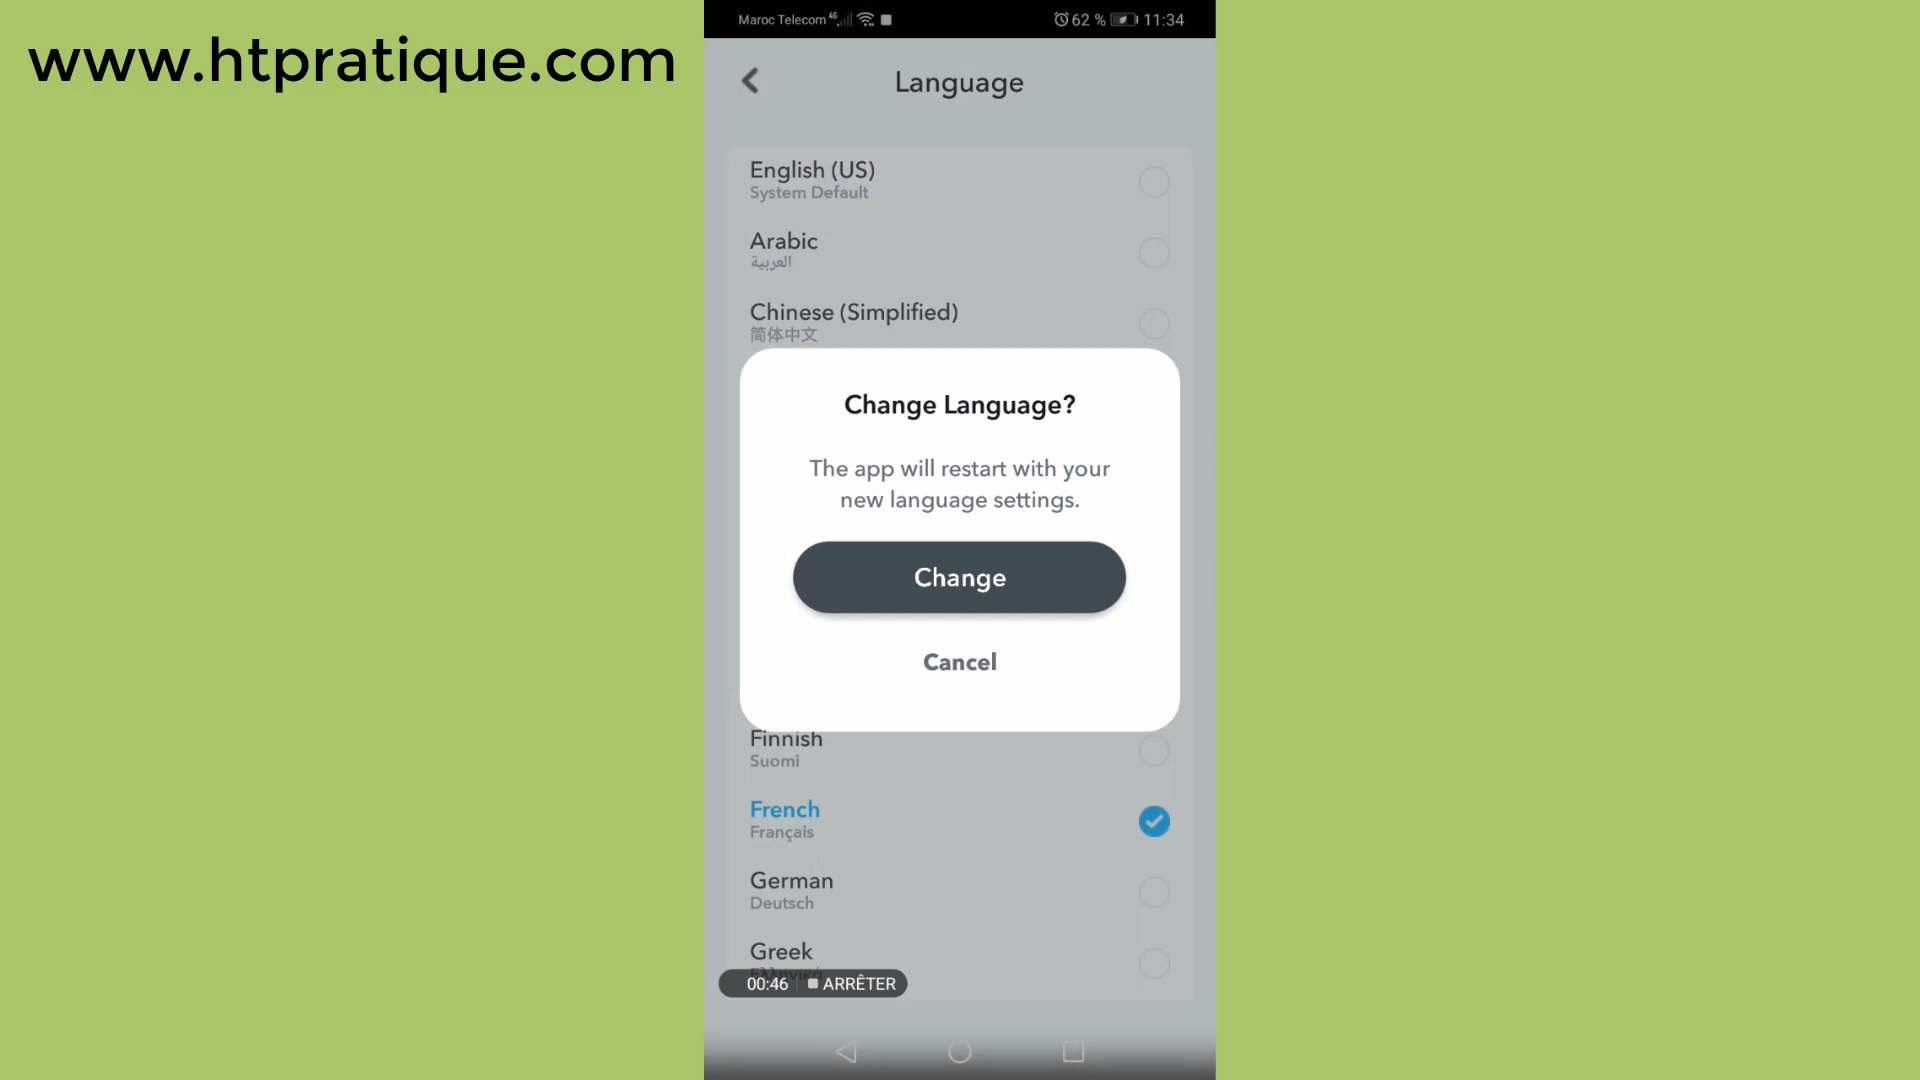 www.htpratique.com
Maroc Telecom 4G
62 % 11:34
Language
English (US)
System Default
Arabic
العربية
Chinese (Simplified)
简体中文
Change Language?
The app will restart with your
new language settings.
Change
Cancel
Finnish
Suomi
French
Français
German
Deutsch
Greek
00:46 ARRÊTER